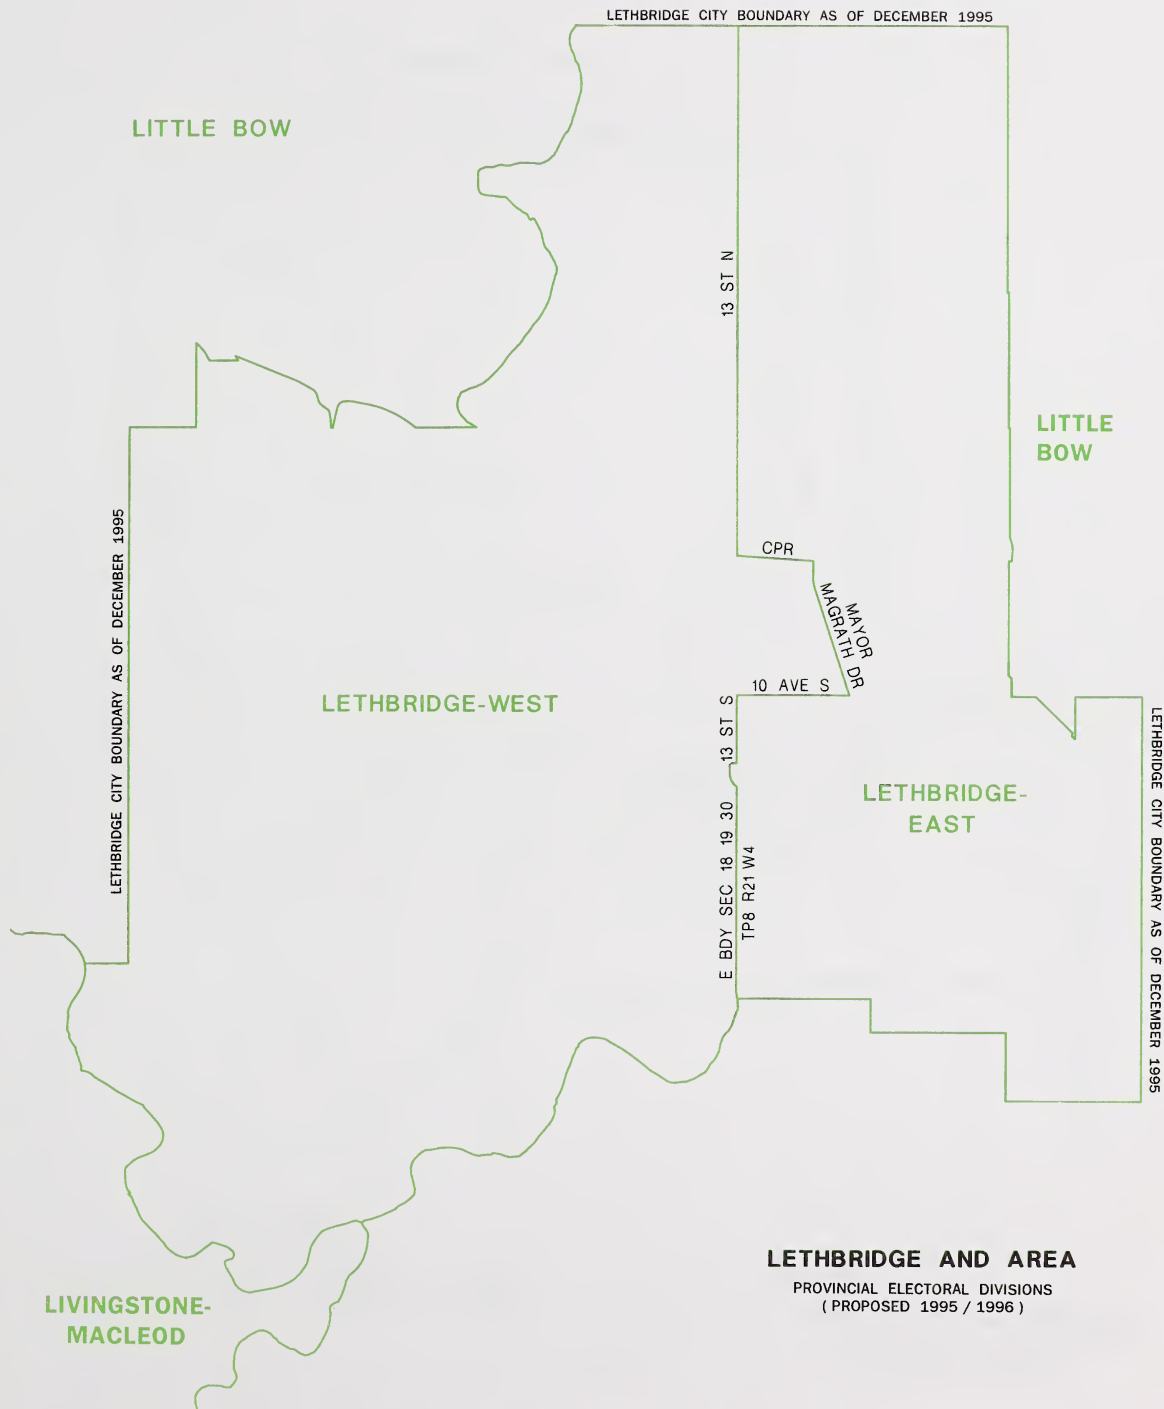 LETHBRIDGE CITY BOUNDARY AS OF DECEMBER 1995
LITTLE BOW
13 ST N
LITTLE
BOW
LETHBRIDGE CITY BOUNDARY AS OF DECEMBER 1995
CPR
MAYOR
MAGRATH DR
10 AVE S
LETHBRIDGE-WEST
13 ST S
LETHBRIDGE-
EAST
LETHBRIDGE CITY BOUNDARY AS OF DECEMBER 1995
E BDY SEC 18 19 30
TP8 R21 W4
LETHBRIDGE AND AREA
PROVINCIAL ELECTORAL DIVISIONS
( PROPOSED 1995 / 1996 )
LIVINGSTONE-
MACLEOD